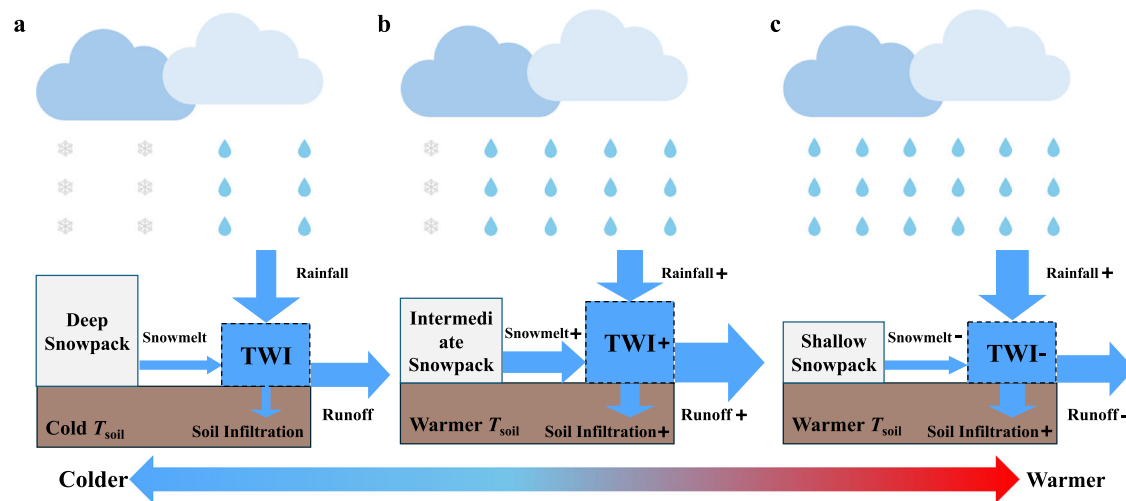 a
b
c
Rainfall
Rainfall+
Rainfall+
Deep
Snowpack
Snowmelt
TWI
Runoff
Cold Tsoil
Soil Infiltration
Intermedi
ate
Snowpack
Snowmelt+
TWI+
Runoff+
Warmer Tsoil
Soil Infiltration+
Shallow
Snowpack
Snowmelt-
TWI-
Runoff-
Warmer Tsoil
Soil Infiltration+
Colder
Warmer